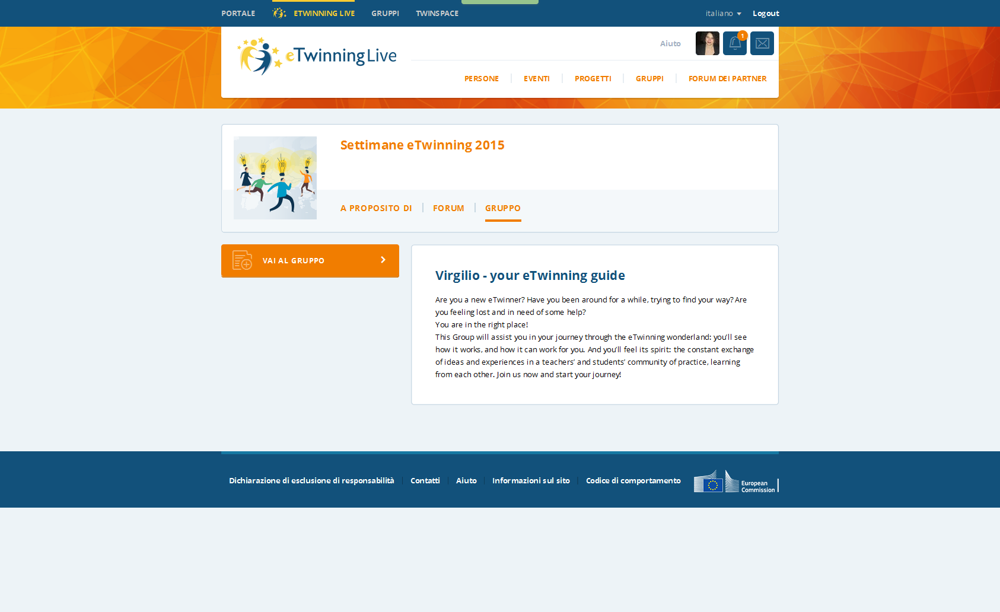 PORTALE
ETWINNING LIVE
GRUPPI
TWINSPACE
italiano
Logout
eTwinning Live
Aiuto
1
PERSONE
EVENTI
PROGETTI
GRUPPI
FORUM DEI PARTNER
Settimane eTwinning 2015
A PROPOSITO DI
FORUM
GRUPPO
VAI AL GRUPPO
Virgilio - your eTwinning guide
Are you a new eTwinner? Have you been around for a while, trying to find your way? Are
you feeling lost and in need of some help?
You are in the right place!
This Group will assist you in your journey through the eTwinning wonderland: you’ll see
how it works, and how it can work for you. And you’ll feel its spirit: the constant exchange
of ideas and experiences in a teachers’ and students’ community of practice, learning
from each other. Join us now and start your journey!
Dichiarazione di esclusione di responsabilità
Contatti
Aiuto
Informazioni sul sito
Codice di comportamento
European
Commission